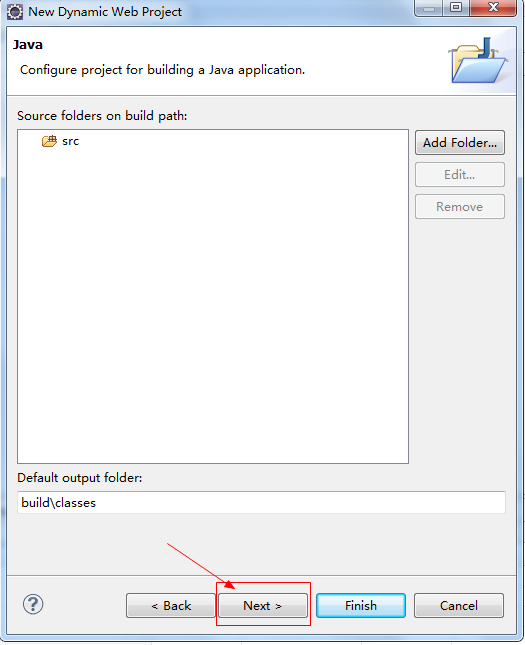 New Dynamic Web Project
Java
Configure project for building a Java application.
Source folders on build path:
src
Add Folder...
Edit...
Remove
Default output folder:
build\classes
?
< Back
Next >
Finish
Cancel